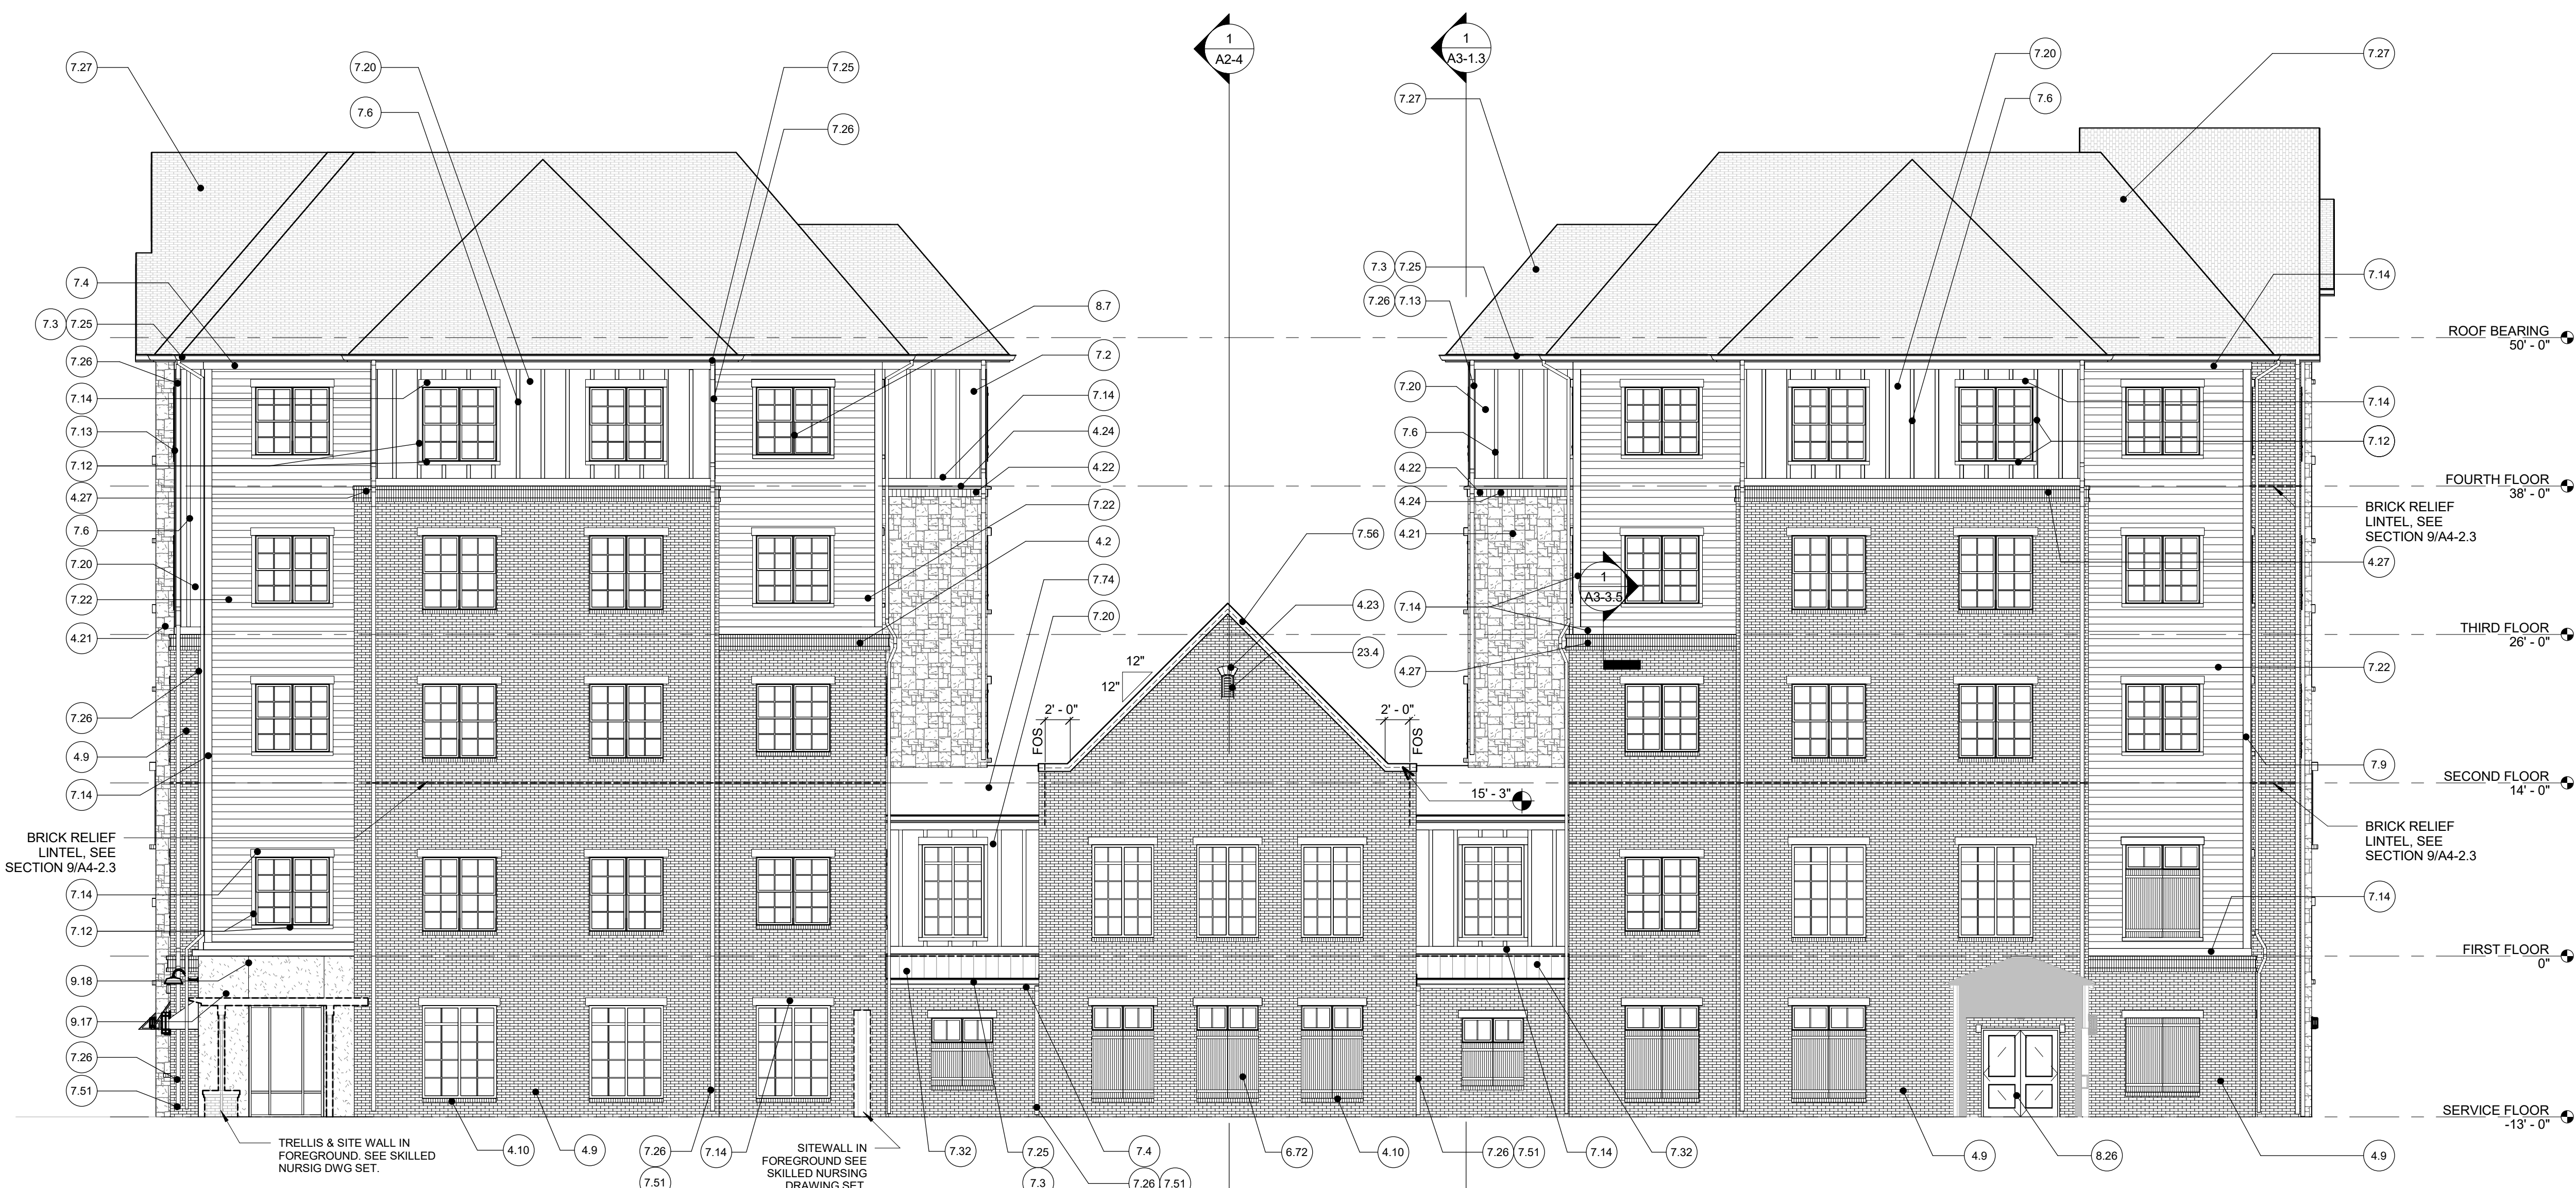 1
A2-4
1
A3-1.3
7.27
7.20
7.25
7.6
7.26
7.27
7.20
7.6
7.27
7.4
7.3 7.25
7.26
7.14
7.13
7.12
4.27
7.6
7.20
7.22
4.21
7.26
4.9
7.14
BRICK RELIEF
LINTEL, SEE
SECTION 9/A4-2.3
7.14
7.12
9.18
9.17
7.26
7.51
8.7
7.2
7.14
4.24
4.22
7.22
4.2
7.74
7.20
7.56
4.23
23.4
12"
12"
2' - 0"
FOS
2' - 0"
FOS
15' - 3"
7.3 7.25
7.26 7.13
7.20
7.6
4.22
4.24
4.21
7.14
4.27
1
A3-3.5
7.14
ROOF BEARING
50' - 0"
7.14
7.12
FOURTH FLOOR
38' - 0"
BRICK RELIEF
LINTEL, SEE
SECTION 9/A4-2.3
4.27
THIRD FLOOR
26' - 0"
7.22
7.9
SECOND FLOOR
14' - 0"
BRICK RELIEF
LINTEL, SEE
SECTION 9/A4-2.3
7.14
FIRST FLOOR
0"
SERVICE FLOOR
-13' - 0"
TRELLIS & SITE WALL IN
FOREGROUND. SEE SKILLED
NURSIG DWG SET.
4.10
4.9
7.26
7.51
7.14
SITEWALL IN
FOREGROUND SEE
SKILLED NURSING
DRAWING SET.
7.32
7.25
7.3
7.4
7.26 7.51
6.72
4.10
7.26 7.51
7.14
7.32
4.9
8.26
4.9